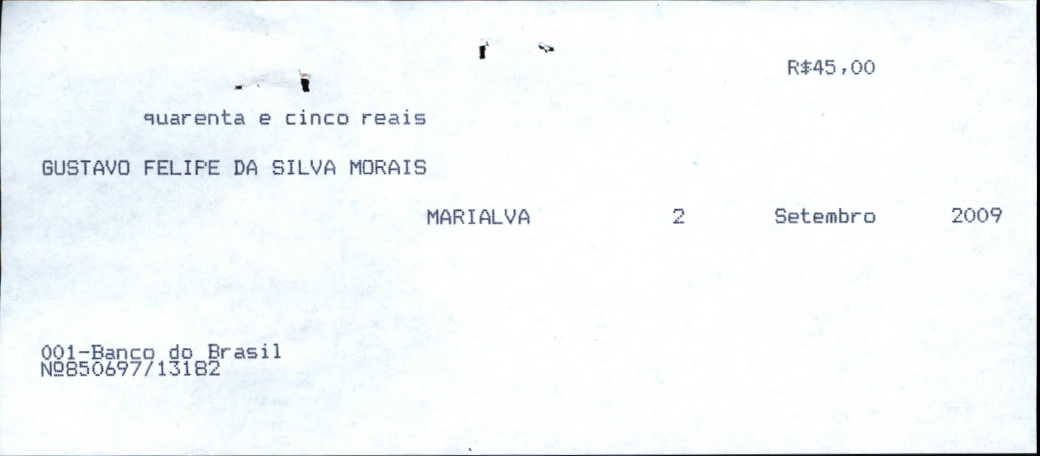 R$45,00
quarenta e cinco reais
GUSTAVO FELIPE DA SILVA MORAIS
MARIALVA 2 Setembro 2009
001-Banco do Brasil
Nº850697/13182